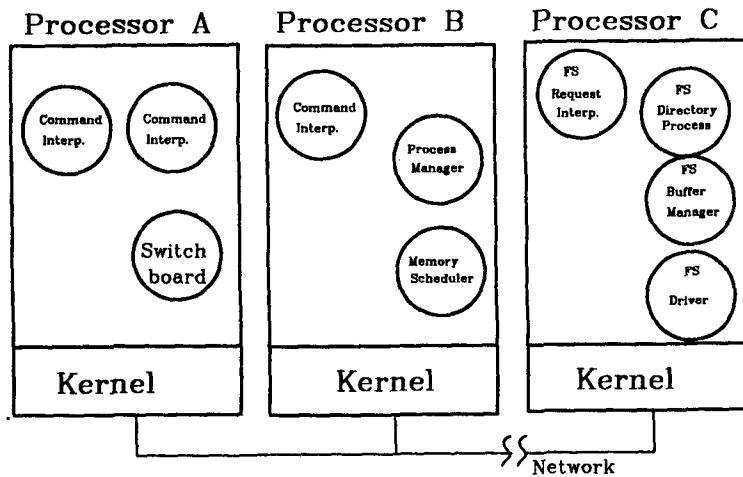 Processor A
Processor B
Processor C
Command
Interp.
Command
Interp.
Switch
board
Kernel
Command
Interp.
Process
Manager
Memory
Scheduler
Kernel
FS
Request
Interp.
FS
Directory
Process
FS
Buffer
Manager
FS
Driver
Kernel
Network